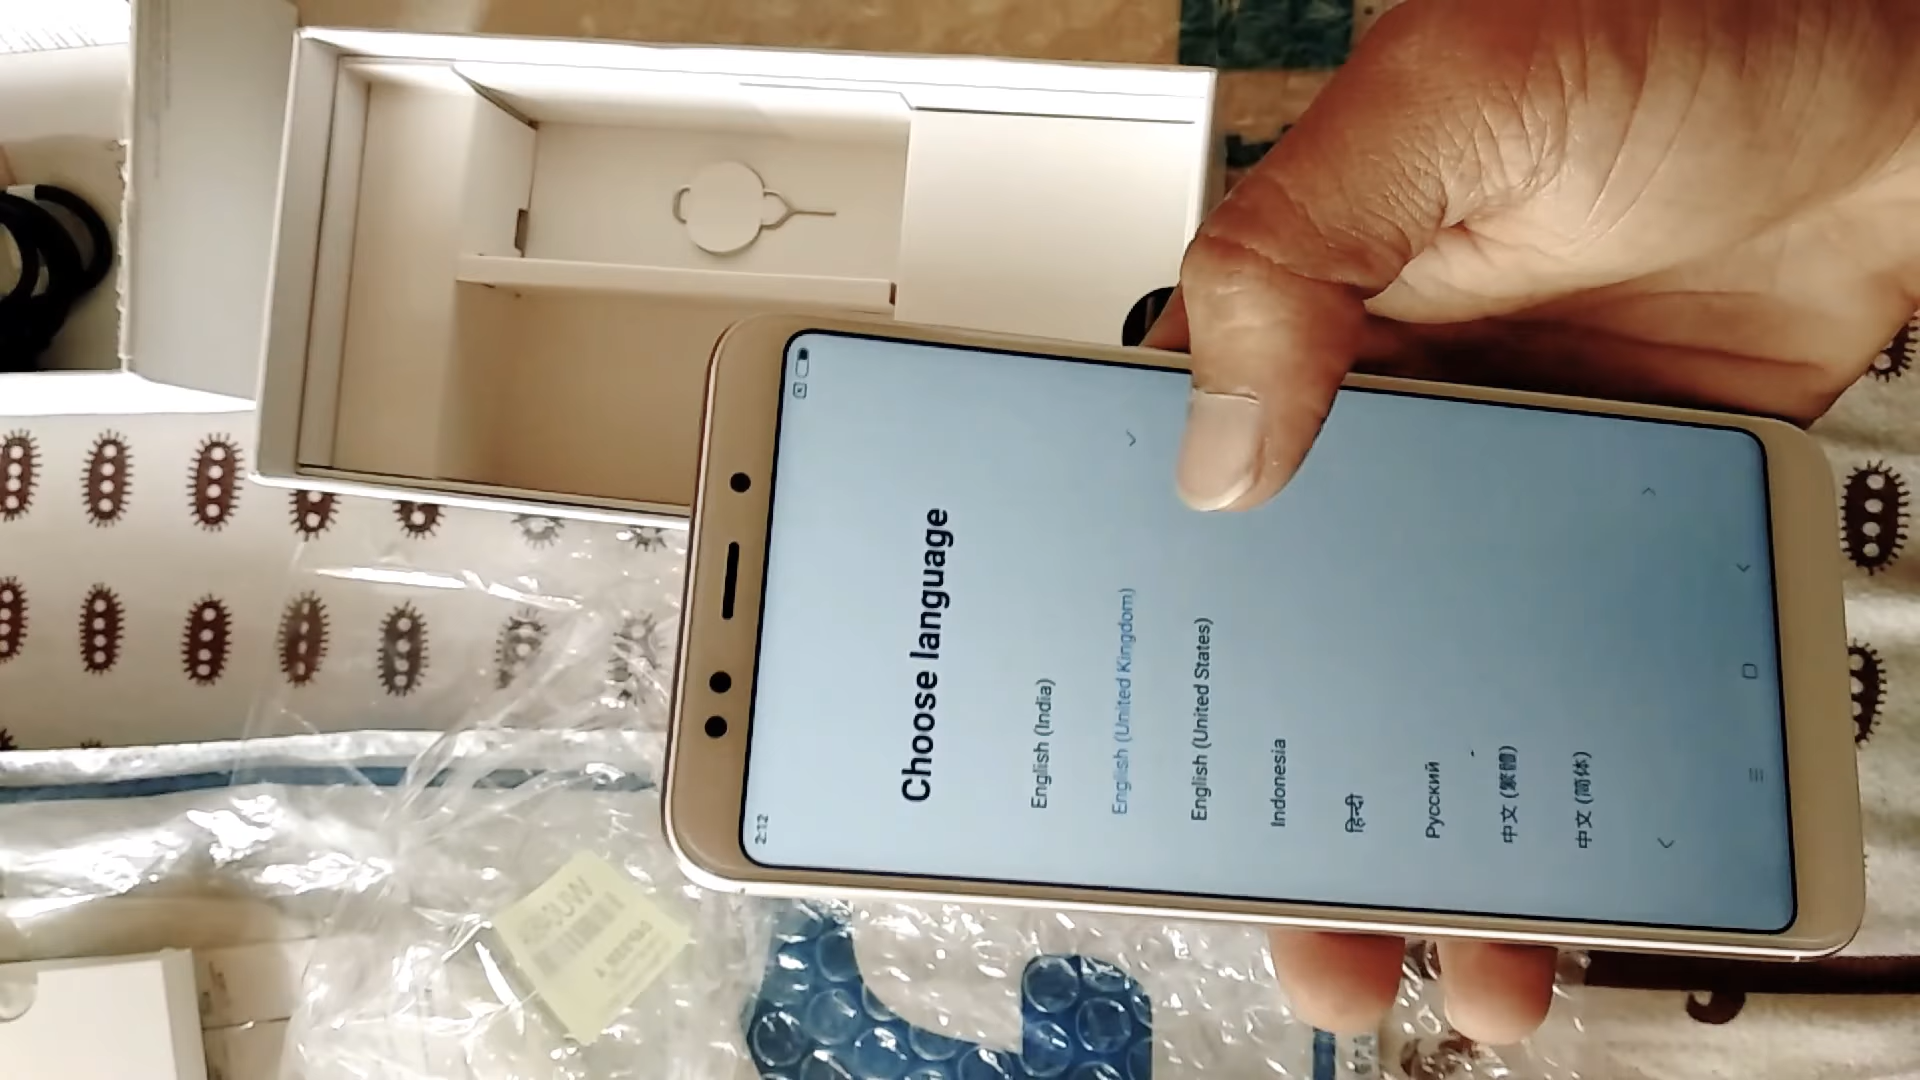 2:12
Choose language
English (India)
English (United Kingdom)
English (United States)
Indonesia
हिन्दी
Русский
中文 (繁體)
中文 (简体)